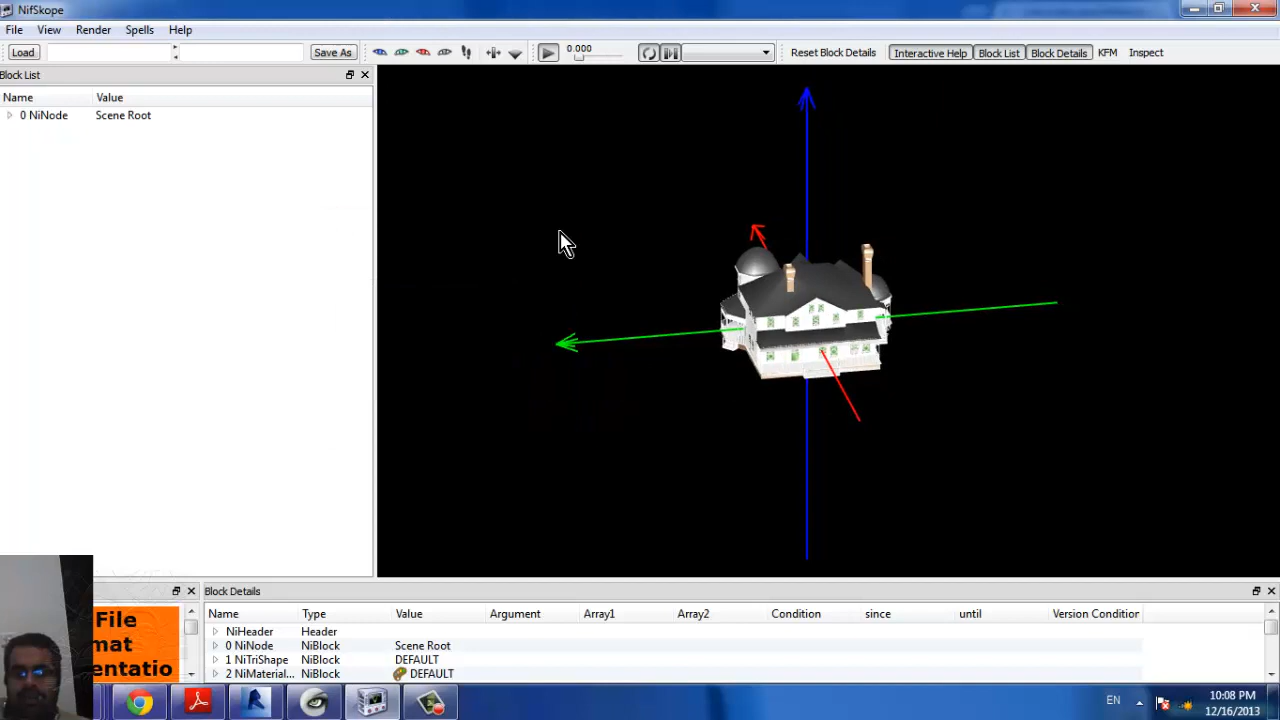 NifSkope
File View Render Spells Help
Load Save As 0.000 Reset Block Details Interactive Help Block List Block Details KFM Inspect
Block List
Name Value
0 NiNode Scene Root
File
mat
entatio
Block Details
Name Type Value Argument Array1 Array2 Condition since until Version Condition
NiHeader Header
0 NiNode NiBlock Scene Root
1 NiTriShape NiBlock DEFAULT
2 NiMaterial... NiBlock DEFAULT
EN 10:08 PM
12/16/2013